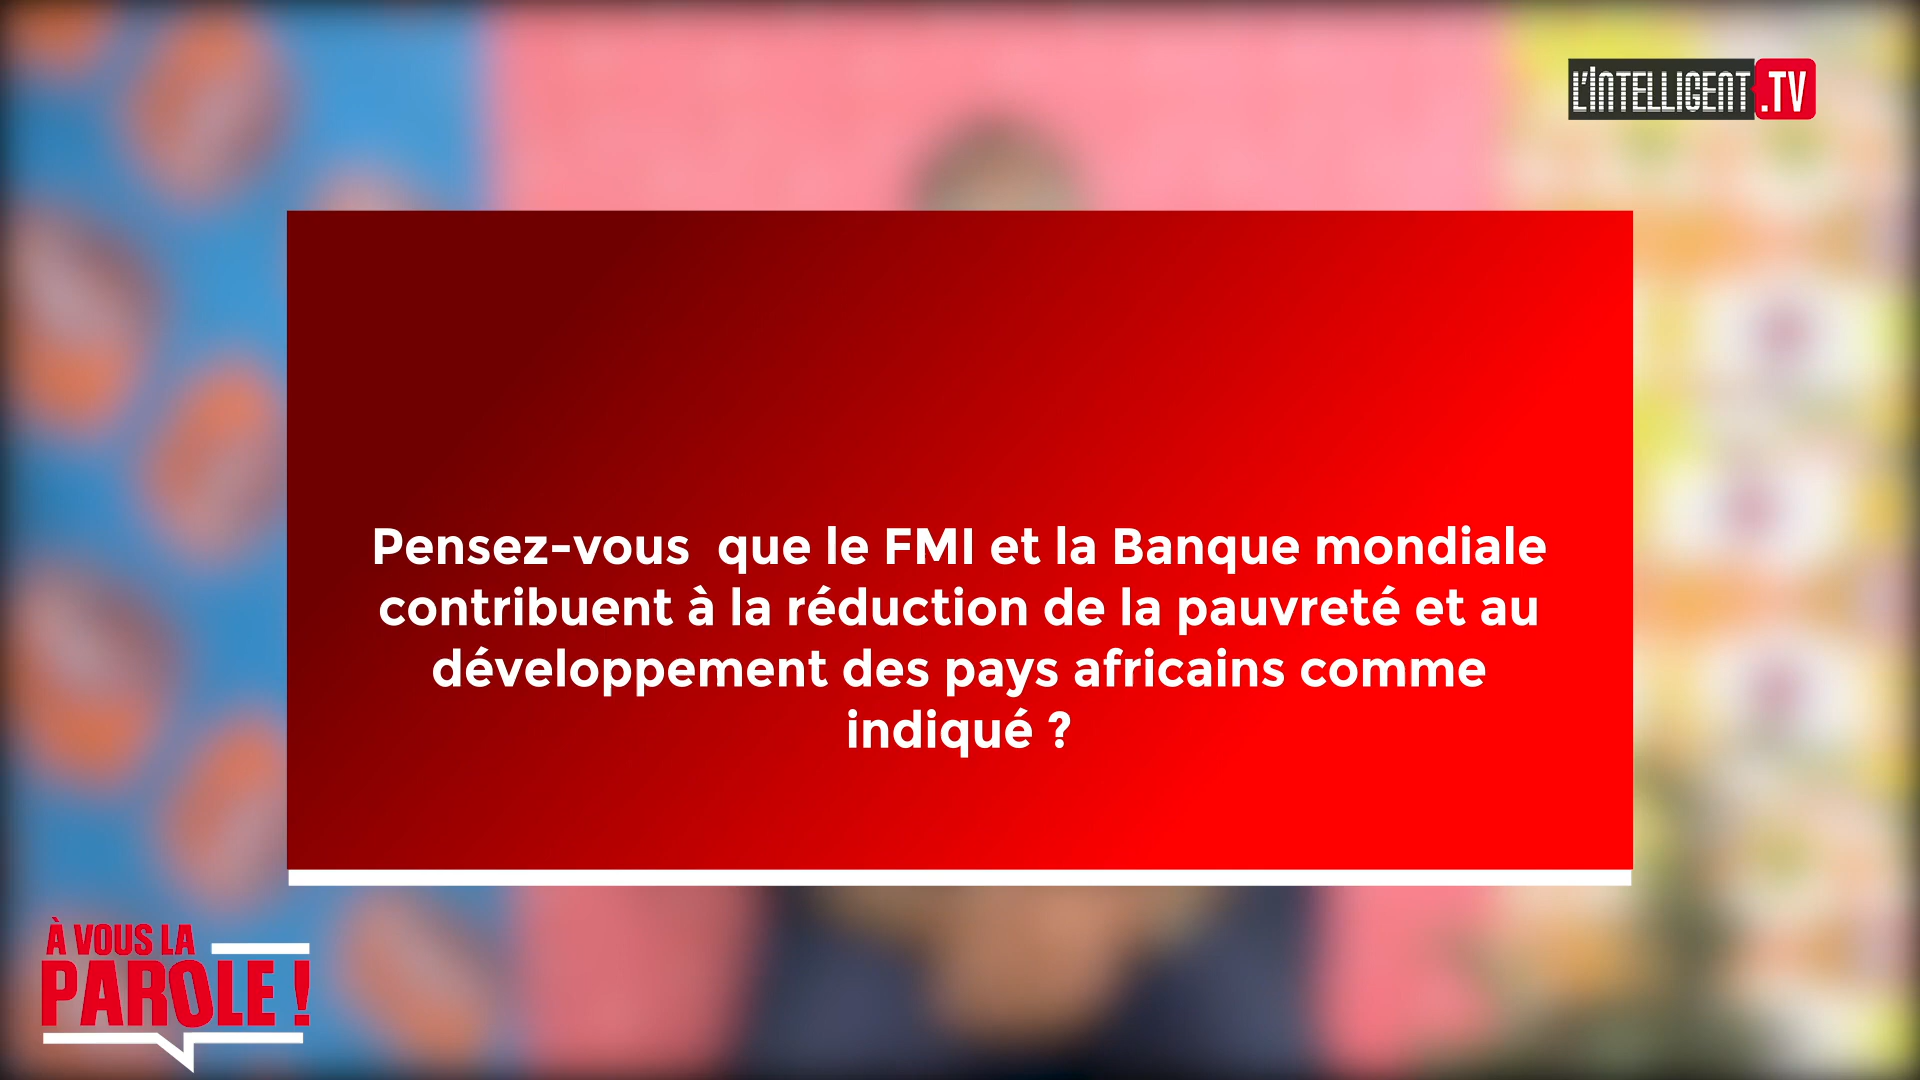 L'INTELLIGENT.TV
Pensez-vous  que le FMI et la Banque mondiale
contribuent à la réduction de la pauvreté et au
développement des pays africains comme
indiqué ?
À VOUS LA
PAROLE !